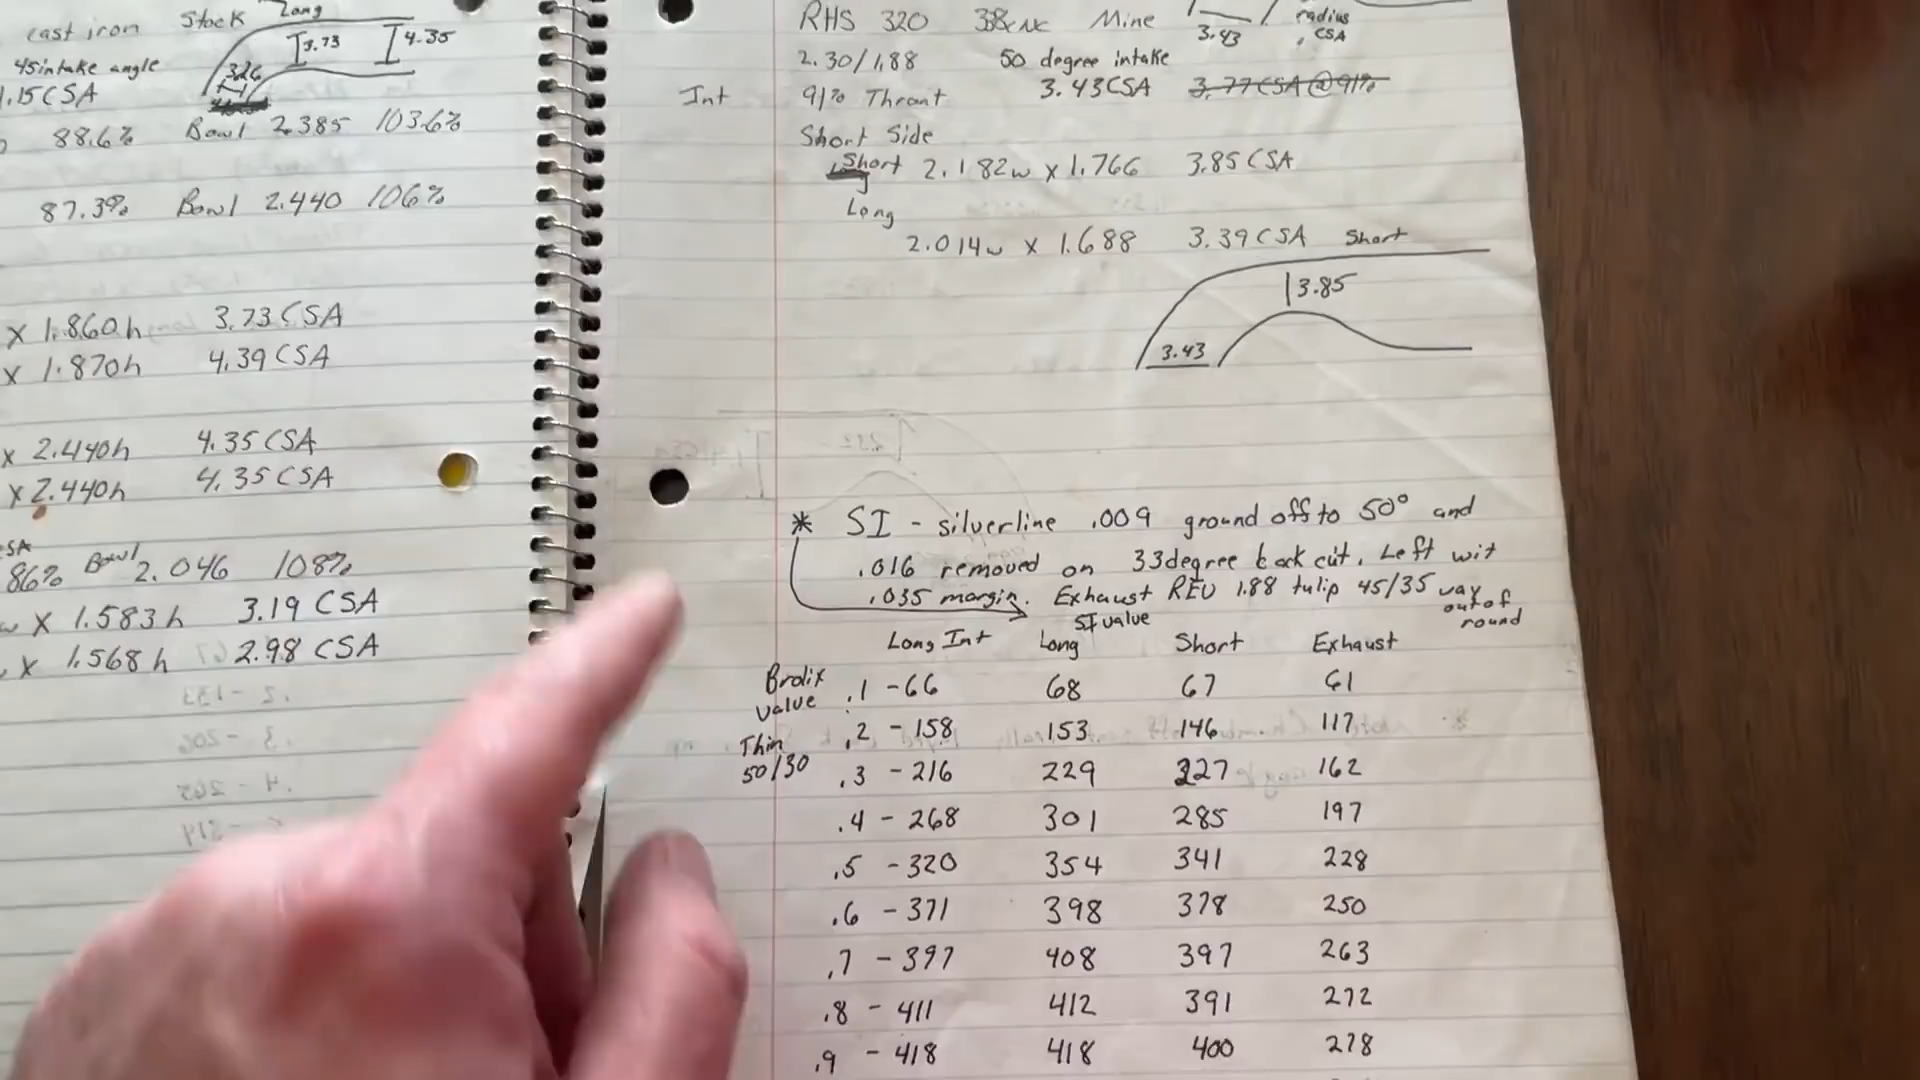 cast iron Stock Long
3.73
4.35
45 intake angle
3.26
1.15 CSA
88.6% Bowl 2.385 103.6%
87.3% Bowl 2.440 106%
x 1.860h 3.73 CSA
x 1.870h 4.39 CSA
x 2.440h 4.35 CSA
x 2.440h 4.35 CSA
SA
86% Bowl 2.046 108%
x 1.583h 3.19 CSA
x 1.568h 2.98 CSA
RHS 320 38cnc Mine
3.43
radius
CSA
2.30/1.88 50 degree intake
Int 91% Throat 3.43CSA 3.77CSA@91%
Short Side
Short 2.182w x 1.766 3.85 CSA
Long
2.014w x 1.688 3.39 CSA Short
3.85
3.43
* SI - silverline .009 ground off to 50° and
.016 removed on 33degree back cut. Left wit
.035 margin. Exhaust REV 1.88 tulip 45/35 way
out of
round
SI value
Long Int Long Short Exhaust
Brodix
value
.1 - 66 68 67 61
.2 - 158 153 146 117
Thin
50/30
.3 - 216 229 227 162
.4 - 268 301 285 197
.5 - 320 354 341 228
.6 - 371 398 378 250
.7 - 397 408 397 263
.8 - 411 412 391 272
.9 - 418 418 400 278